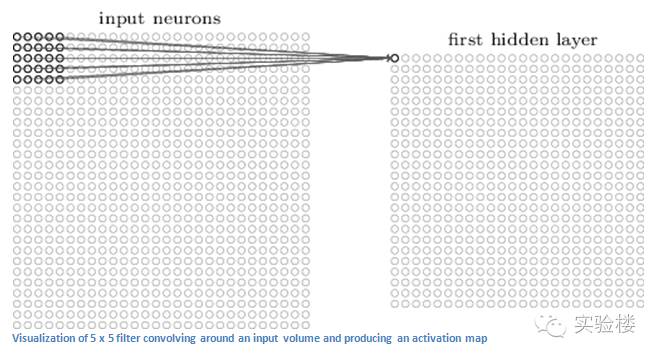 input neurons
first hidden layer
实验楼
Visualization of 5 x 5 filter convolving around an input volume and producing an activation map